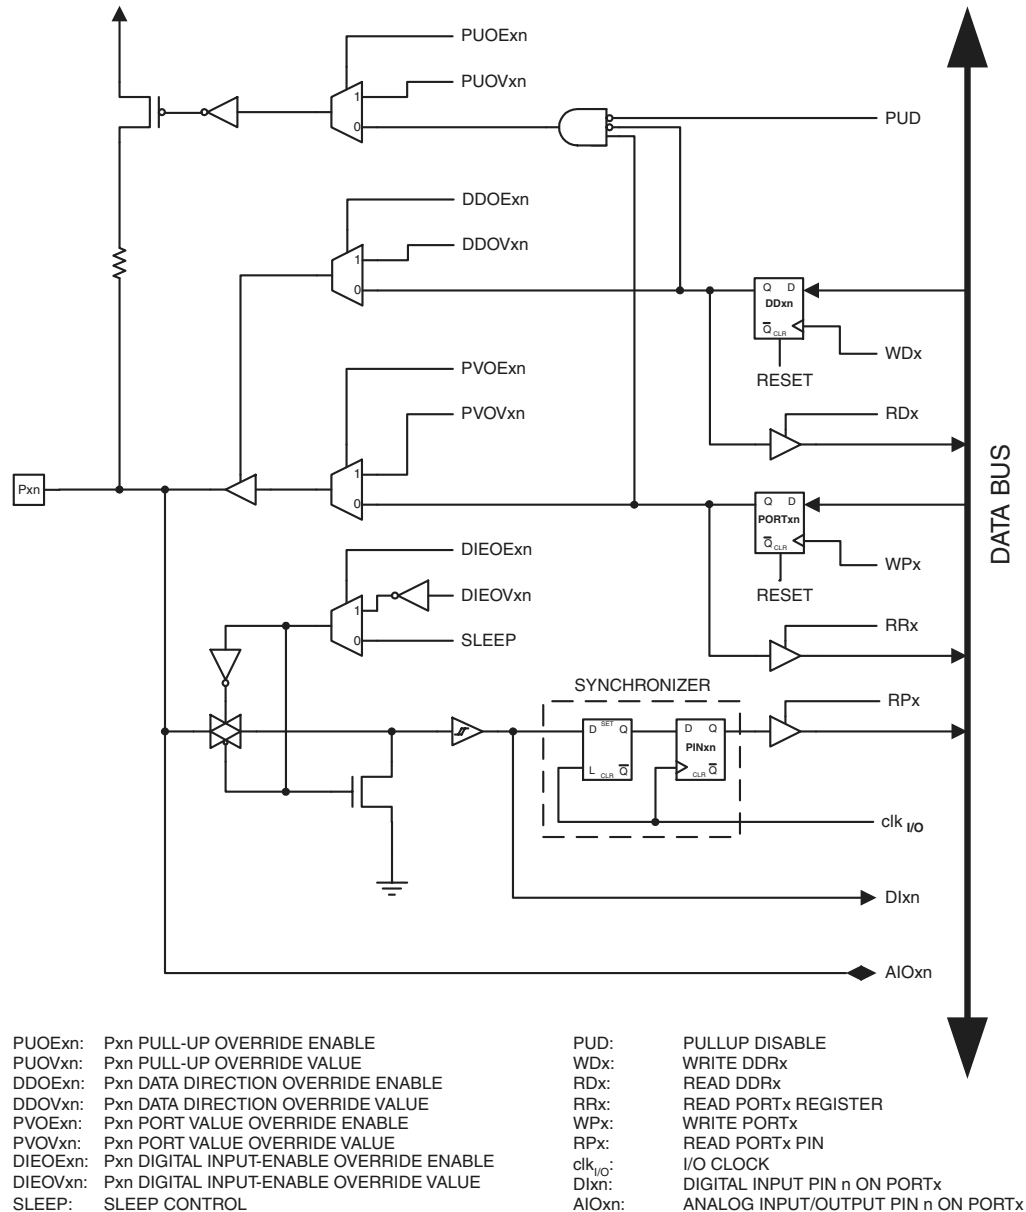 PUOExn
PUOVxn
1
0
PUD
DDOExn
DDOVxn
1
0
Q D
DDxn
Q CLR
WDx
RESET
PVOExn
RDx
PVOVxn
Pxn
1
0
Q D
PORTxn
Q CLR
DATA BUS
DIEOExn
WPx
RESET
DIEOVxn
1
0
SLEEP
RRx
SYNCHRONIZER
RPx
D SET Q
L CLR Q
D Q
PINxn
CLR Q
clk I/O
DIxn
AIOxn
PUOExn: Pxn PULL-UP OVERRIDE ENABLE
PUOVxn: Pxn PULL-UP OVERRIDE VALUE
DDOExn: Pxn DATA DIRECTION OVERRIDE ENABLE
DDOVxn: Pxn DATA DIRECTION OVERRIDE VALUE
PVOExn: Pxn PORT VALUE OVERRIDE ENABLE
PVOVxn: Pxn PORT VALUE OVERRIDE VALUE
DIEOExn: Pxn DIGITAL INPUT-ENABLE OVERRIDE ENABLE
DIEOVxn: Pxn DIGITAL INPUT-ENABLE OVERRIDE VALUE
SLEEP: SLEEP CONTROL
PUD: PULLUP DISABLE
WDx: WRITE DDRx
RDx: READ DDRx
RRx: READ PORTx REGISTER
WPx: WRITE PORTx
RPx: READ PORTx PIN
clk I/O: I/O CLOCK
DIxn: DIGITAL INPUT PIN n ON PORTx
AIOxn: ANALOG INPUT/OUTPUT PIN n ON PORTx